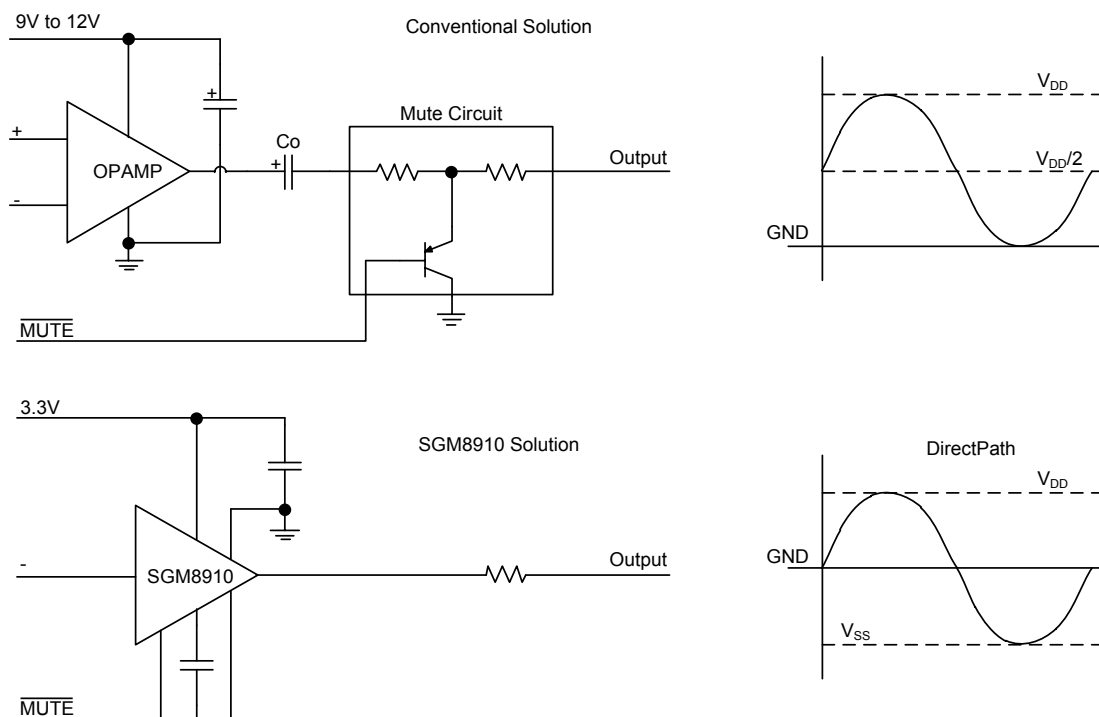 9V to 12V
Conventional Solution
+
Mute Circuit
+
OPAMP
-
Co
+
Output
MUTE
V_DD
V_DD/2
GND
3.3V
SGM8910 Solution
-
SGM8910
Output
MUTE
DirectPath
V_DD
GND
V_SS